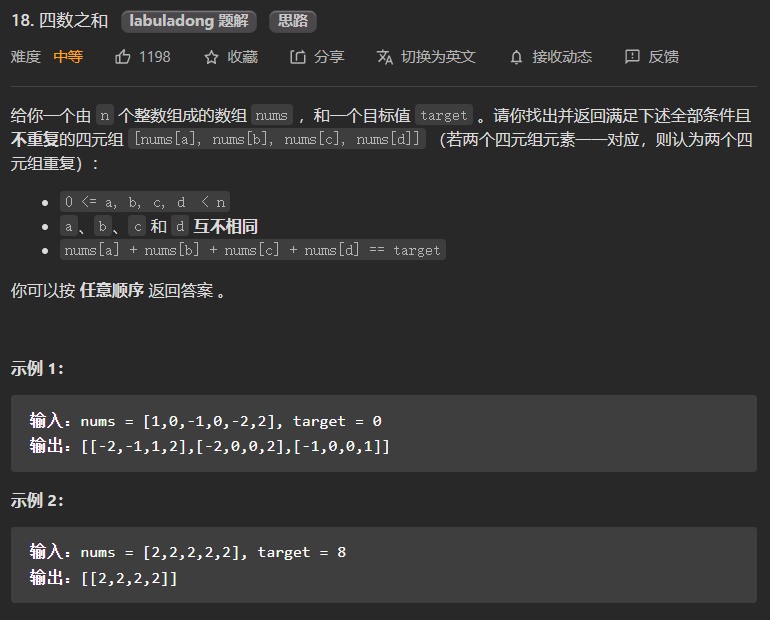 18. 四数之和 labuladong 题解 思路
难度 中等 1198 收藏 分享 切换为英文 接收动态 反馈
给你一个由 n 个整数组成的数组 nums ，和一个目标值 target 。请你找出并返回满足下述全部条件且
不重复的四元组 [nums[a], nums[b], nums[c], nums[d]] （若两个四元组元素一一对应，则认为两个四
元组重复）：
0 <= a, b, c, d < n
a、b、c 和 d 互不相同
nums[a] + nums[b] + nums[c] + nums[d] == target
你可以按 任意顺序 返回答案 。
示例 1：
输入：nums = [1,0,-1,0,-2,2], target = 0
输出：[[-2,-1,1,2],[-2,0,0,2],[-1,0,0,1]]
示例 2：
输入：nums = [2,2,2,2,2], target = 8
输出：[[2,2,2,2]]